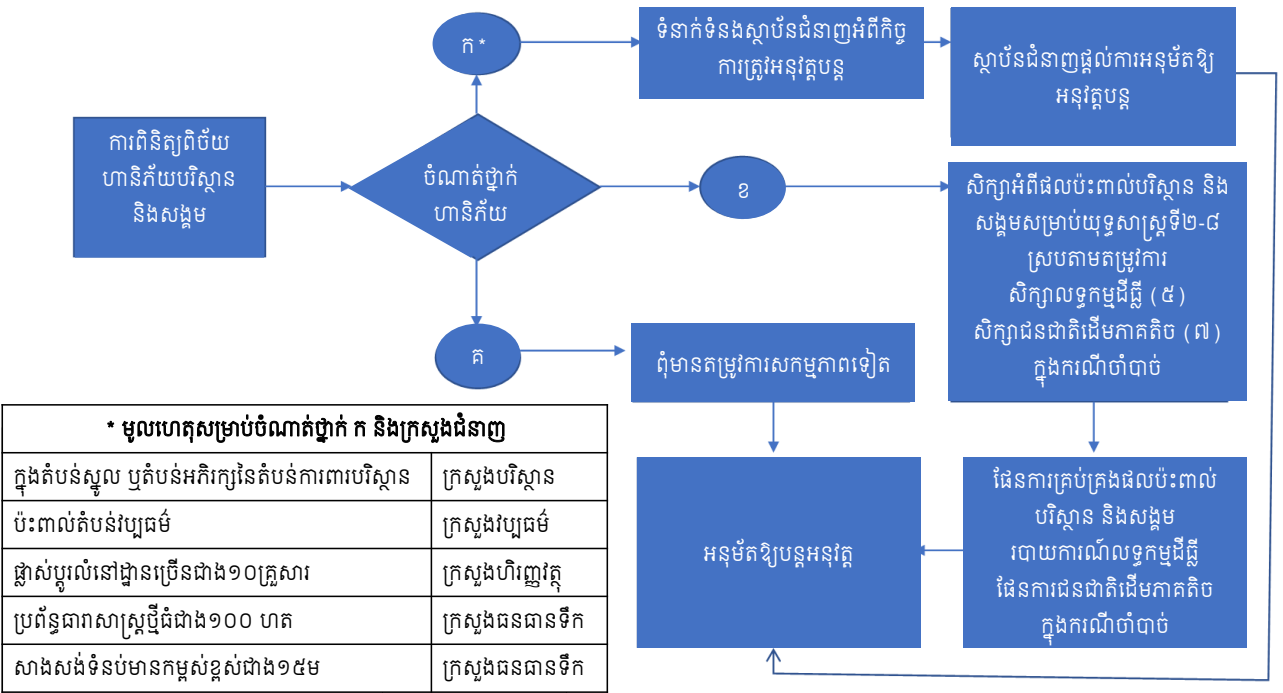 ក*
ទំនាក់ទំនងស្ថាប័នជំនាញអំពីកិច្ច
ការត្រូវអនុវត្តបន្ត
ស្ថាប័នជំនាញផ្តល់ការអនុម័តឱ្យ
អនុវត្តបន្ត
ការពិនិត្យពិច័យ
ហានិភ័យបរិស្ថាន
និងសង្គម
ចំណាត់ថ្នាក់
ហានិភ័យ
ខ
សិក្សាអំពីផលប៉ះពាល់បរិស្ថាន និង
សង្គមសម្រាប់យុទ្ធសាស្ត្រទី២-៨
ស្របតាមតម្រូវការ
សិក្សាលទ្ធកម្មដីធ្លី (៥)
សិក្សាជនជាតិដើមភាគតិច (៧)
ក្នុងករណីចាំបាច់
គ
ពុំមានតម្រូវការសកម្មភាពទៀត
* មូលហេតុសម្រាប់ចំណាត់ថ្នាក់ ក និងក្រសួងជំនាញ
ក្នុងតំបន់ស្នូល ឬតំបន់អភិរក្សនៃតំបន់ការពារបរិស្ថាន ក្រសួងបរិស្ថាន
ប៉ះពាល់តំបន់វប្បធម៌ ក្រសួងវប្បធម៌
ផ្លាស់ប្តូរលំនៅដ្ឋានច្រើនជាង១០គ្រួសារ ក្រសួងហិរញ្ញវត្ថុ
ប្រព័ន្ធធារាសាស្ត្រថ្មីធំជាង១០០ ហត ក្រសួងធនធានទឹក
សាងសង់ទំនប់មានកម្ពស់ខ្ពស់ជាង១៥ម ក្រសួងធនធានទឹក
អនុម័តឱ្យបន្តអនុវត្ត
ផែនការគ្រប់គ្រងផលប៉ះពាល់
បរិស្ថាន និងសង្គម
របាយការណ៍លទ្ធកម្មដីធ្លី
ផែនការជនជាតិដើមភាគតិច
ក្នុងករណីចាំបាច់